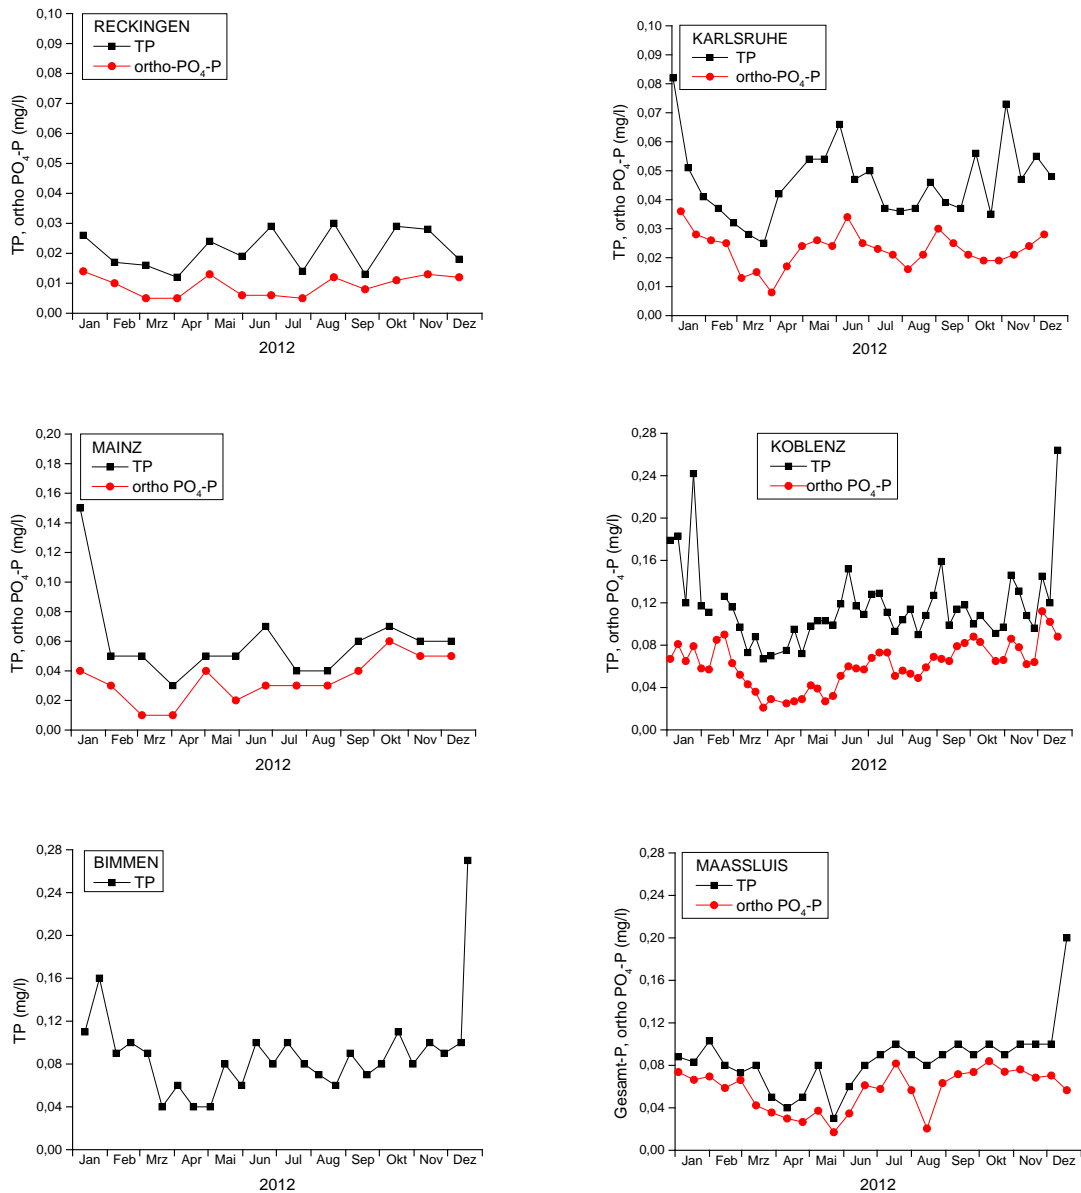 RECKINGEN
TP
ortho-PO4-P
TP, ortho PO4-P (mg/l)
0,10
0,09
0,08
0,07
0,06
0,05
0,04
0,03
0,02
0,01
0,00
Jan Feb Mrz Apr Mai Jun Jul Aug Sep Okt Nov Dez
2012
KARLSRUHE
TP
ortho-PO4-P
TP, ortho PO4-P (mg/l)
0,10
0,09
0,08
0,07
0,06
0,05
0,04
0,03
0,02
0,01
0,00
Jan Feb Mrz Apr Mai Jun Jul Aug Sep Okt Nov Dez
2012
MAINZ
TP
ortho PO4-P
TP, ortho PO4-P (mg/l)
0,20
0,18
0,16
0,14
0,12
0,10
0,08
0,06
0,04
0,02
0,00
Jan Feb Mrz Apr Mai Jun Jul Aug Sep Okt Nov Dez
2012
KOBLENZ
TP
ortho PO4-P
TP, ortho PO4-P (mg/l)
0,28
0,24
0,20
0,16
0,12
0,08
0,04
0,00
Jan Feb Mrz Apr Mai Jun Jul Aug Sep Okt Nov Dez
2012
BIMMEN
TP
TP (mg/l)
0,28
0,24
0,20
0,16
0,12
0,08
0,04
0,00
Jan Feb Mrz Apr Mai Jun Jul Aug Sep Okt Nov Dez
2012
MAASSLUIS
TP
ortho PO4-P
Gesamt-P, ortho PO4-P (mg/l)
0,28
0,24
0,20
0,16
0,12
0,08
0,04
0,00
Jan Feb Mrz Apr Mai Jun Jul Aug Sep Okt Nov Dez
2012